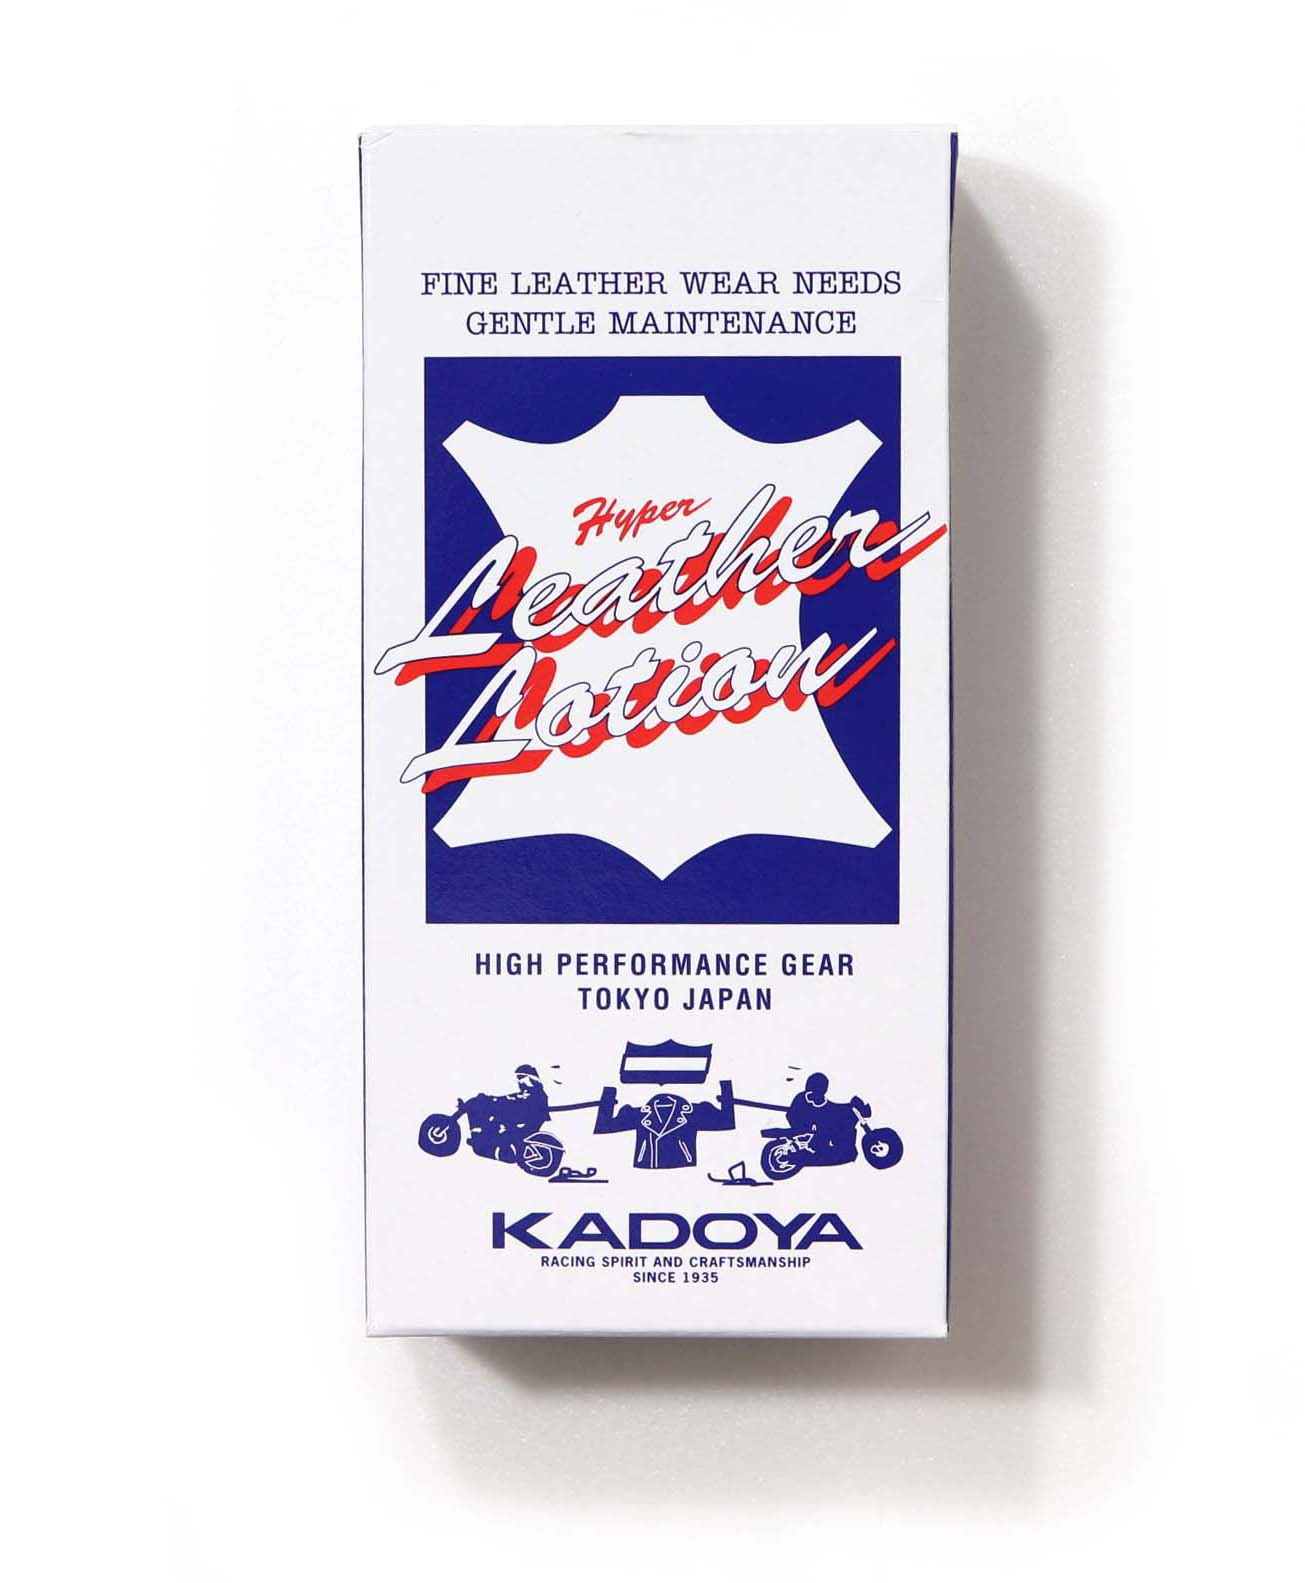 FINE LEATHER WEAR NEEDS
GENTLE MAINTENANCE
Hyper
Leather
Lotion
HIGH PERFORMANCE GEAR
TOKYO JAPAN
KADOYA
RACING SPIRIT AND CRAFTSMANSHIP
SINCE 1935